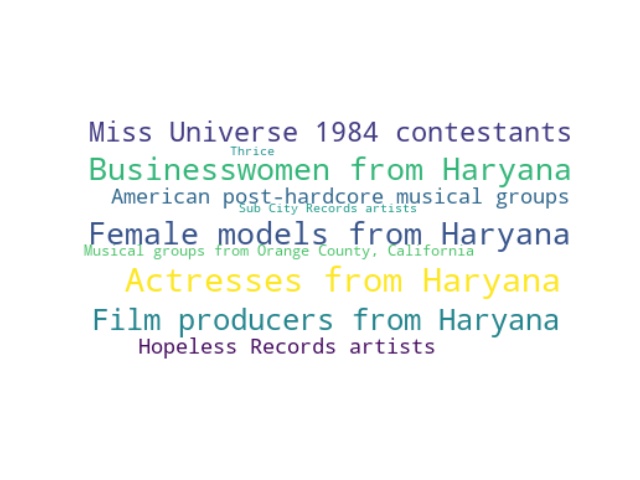 Miss Universe 1984 contestants
Thrice
Businesswomen from Haryana
American post-hardcore musical groups
Sub City Records artists
Female models from Haryana
Musical groups from Orange County, California
Actresses from Haryana
Film producers from Haryana
Hopeless Records artists